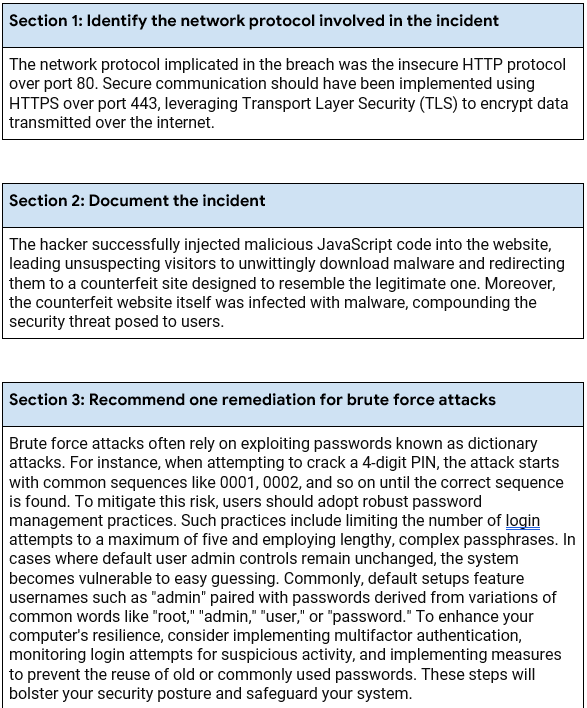 Section 1: Identify the network protocol involved in the incident
The network protocol implicated in the breach was the insecure HTTP protocol
over port 80. Secure communication should have been implemented using
HTTPS over port 443, leveraging Transport Layer Security (TLS) to encrypt data
transmitted over the internet.
Section 2: Document the incident
The hacker successfully injected malicious JavaScript code into the website,
leading unsuspecting visitors to unwittingly download malware and redirecting
them to a counterfeit site designed to resemble the legitimate one. Moreover,
the counterfeit website itself was infected with malware, compounding the
security threat posed to users.
Section 3: Recommend one remediation for brute force attacks
Brute force attacks often rely on exploiting passwords known as dictionary
attacks. For instance, when attempting to crack a 4-digit PIN, the attack starts
with common sequences like 0001, 0002, and so on until the correct sequence
is found. To mitigate this risk, users should adopt robust password
management practices. Such practices include limiting the number of login
attempts to a maximum of five and employing lengthy, complex passphrases. In
cases where default user admin controls remain unchanged, the system
becomes vulnerable to easy guessing. Commonly, default setups feature
usernames such as "admin" paired with passwords derived from variations of
common words like "root," "admin," "user," or "password." To enhance your
computer's resilience, consider implementing multifactor authentication,
monitoring login attempts for suspicious activity, and implementing measures
to prevent the reuse of old or commonly used passwords. These steps will
bolster your security posture and safeguard your system.